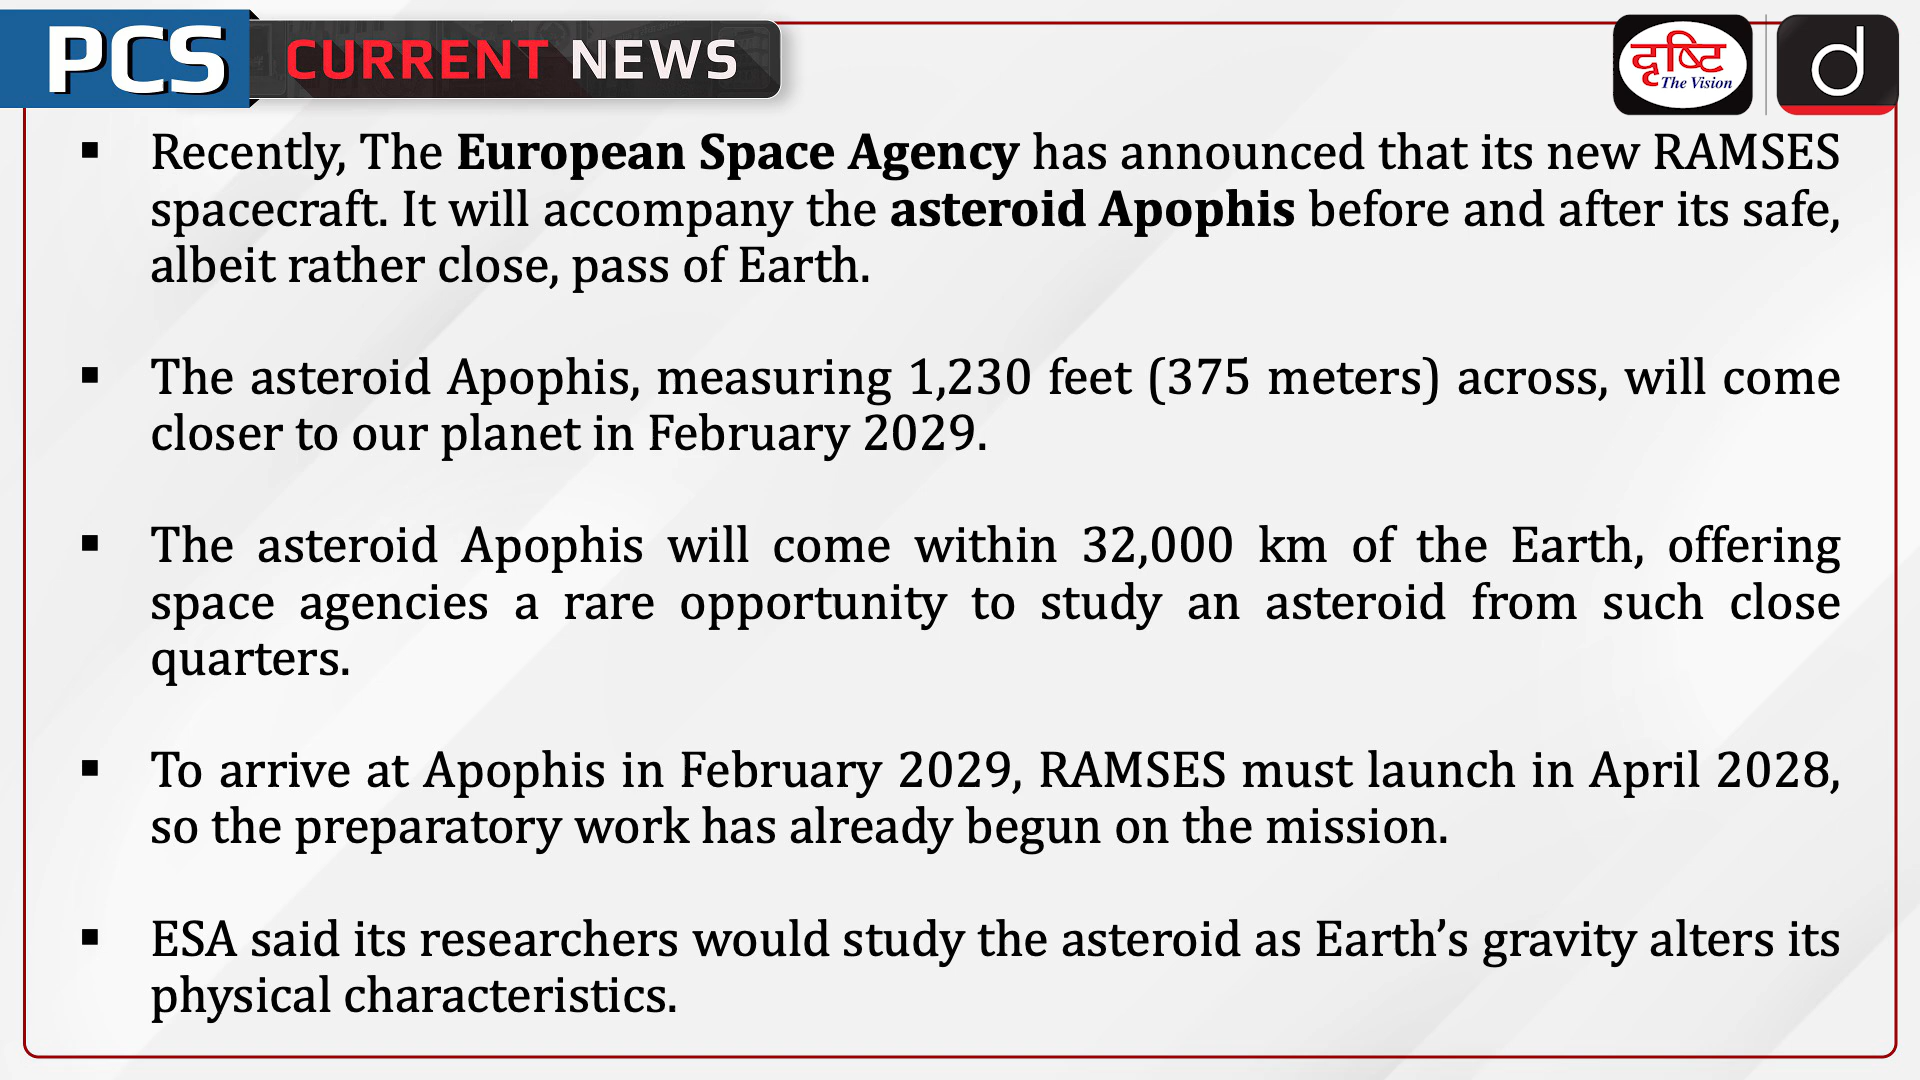 PCS CURRENT NEWS
दृष्टि
The Vision
d
▪ Recently, The European Space Agency has announced that its new RAMSES
spacecraft. It will accompany the asteroid Apophis before and after its safe,
albeit rather close, pass of Earth.
▪ The asteroid Apophis, measuring 1,230 feet (375 meters) across, will come
closer to our planet in February 2029.
▪ The asteroid Apophis will come within 32,000 km of the Earth, offering
space agencies a rare opportunity to study an asteroid from such close
quarters.
▪ To arrive at Apophis in February 2029, RAMSES must launch in April 2028,
so the preparatory work has already begun on the mission.
▪ ESA said its researchers would study the asteroid as Earth’s gravity alters its
physical characteristics.